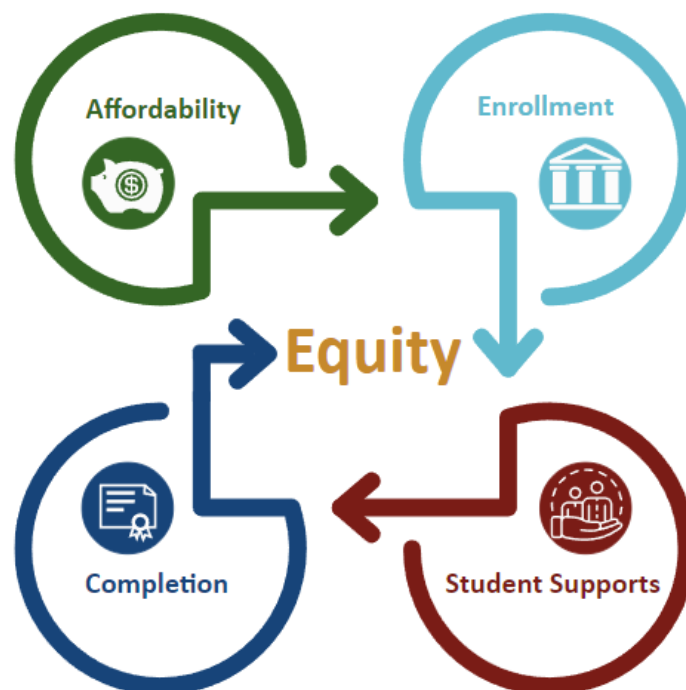 Affordability
Enrollment
$
Equity
Completion
Student Supports